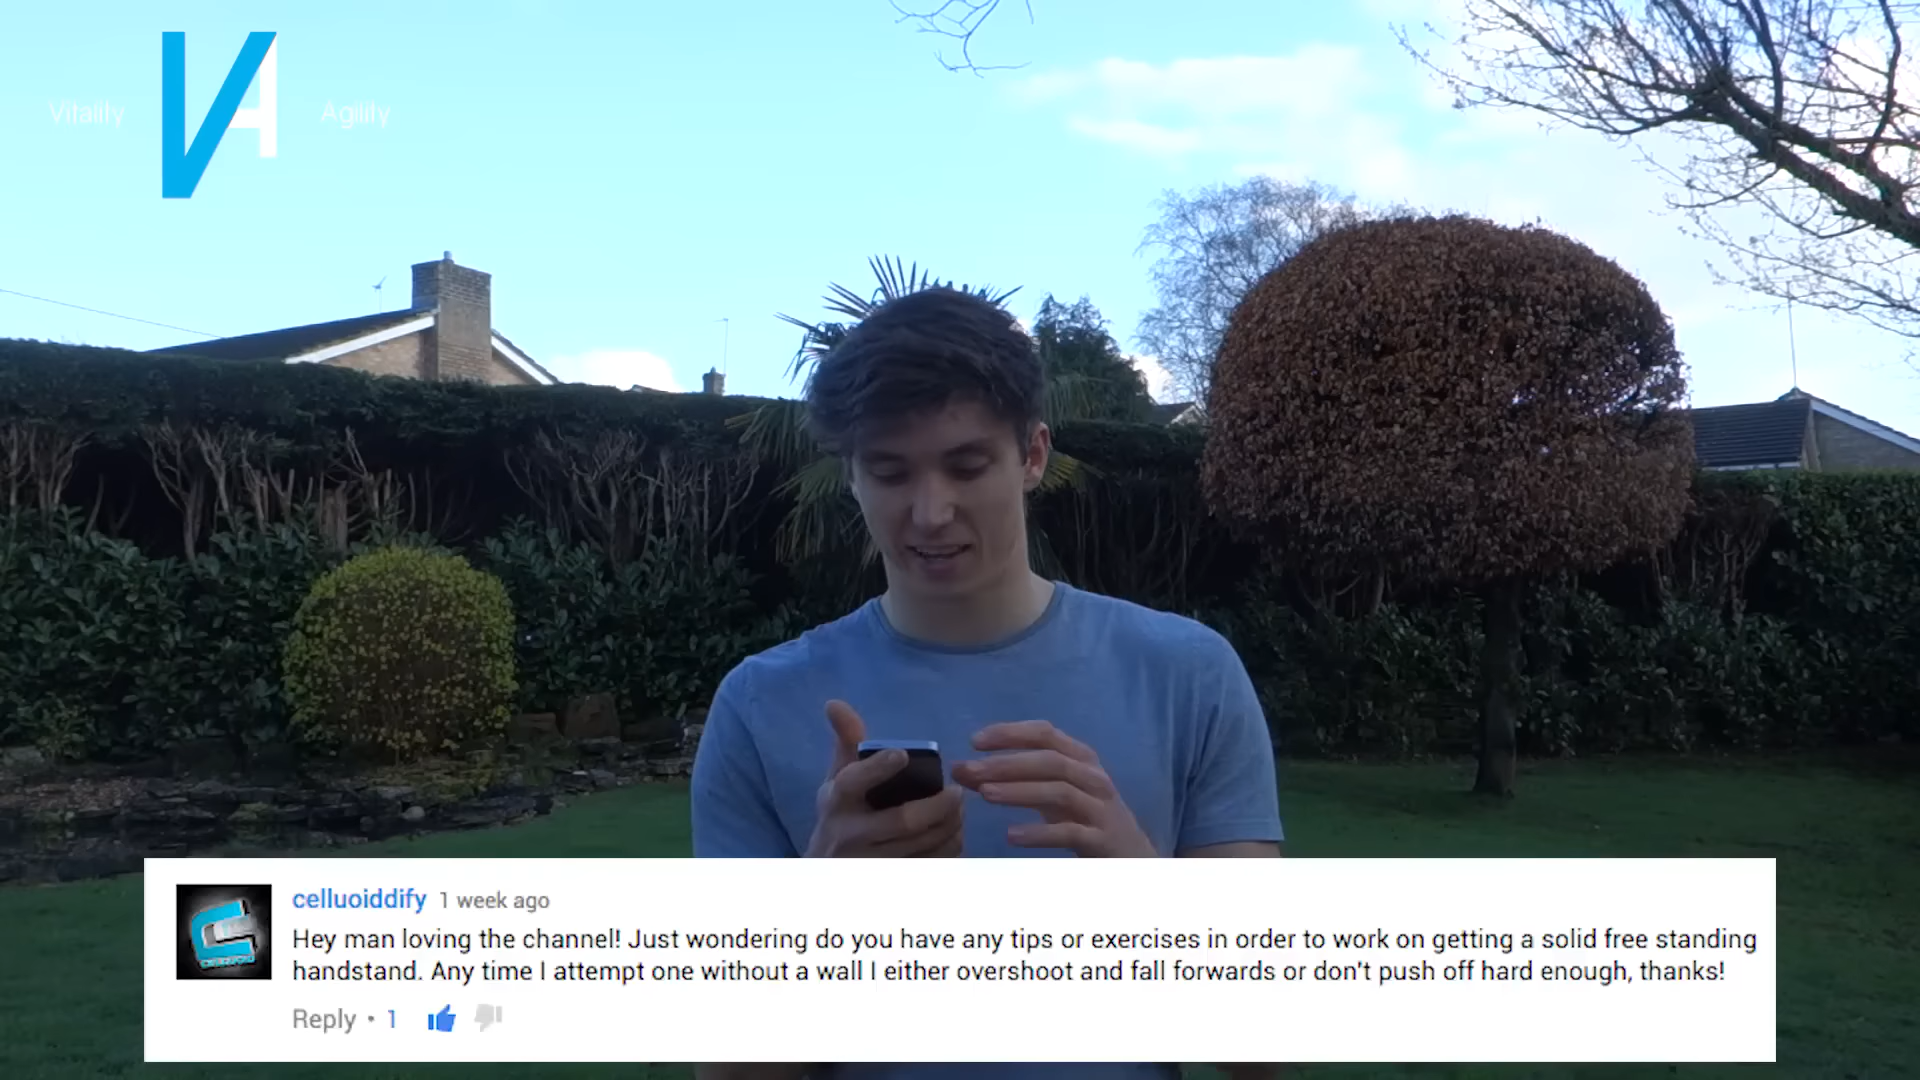 Vitality VA Agility
celluoiddify 1 week ago
Hey man loving the channel! Just wondering do you have any tips or exercises in order to work on getting a solid free standing
handstand. Any time I attempt one without a wall I either overshoot and fall forwards or don't push off hard enough, thanks!
Reply • 1